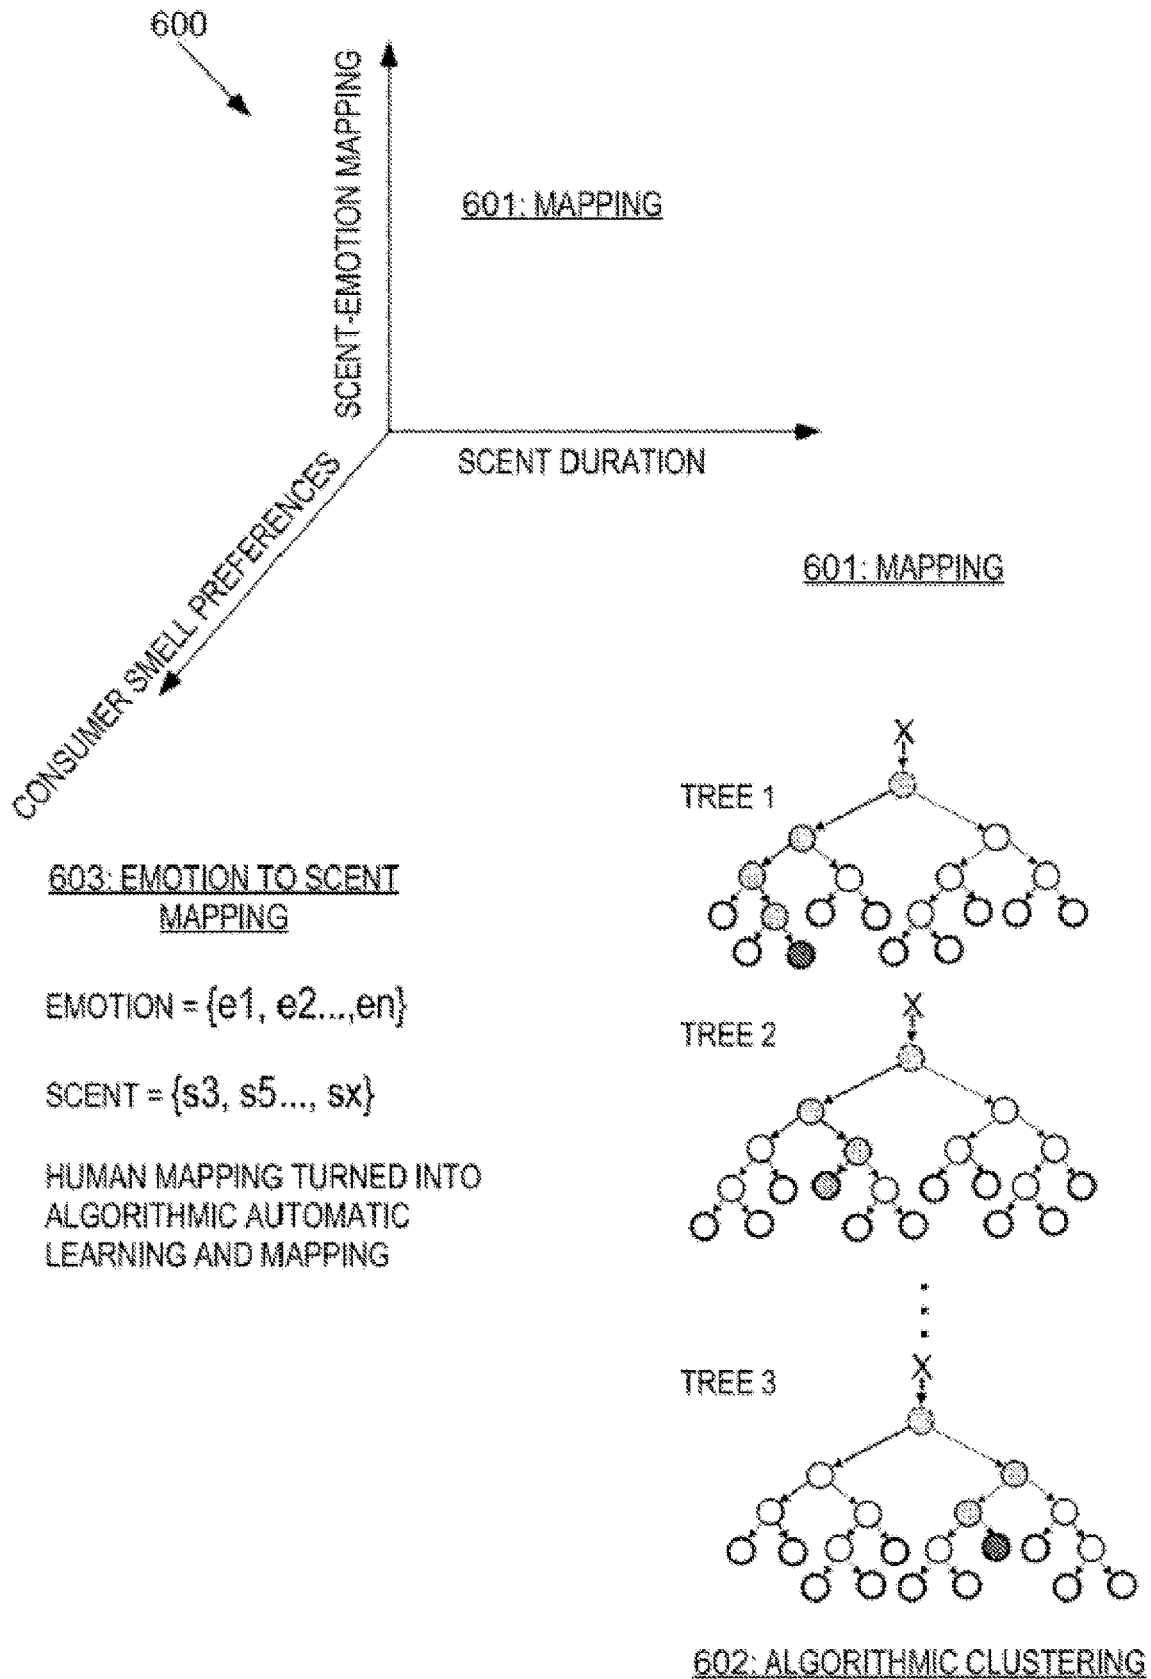 600
SCENT-EMOTION MAPPING
601: MAPPING
SCENT DURATION
CONSUMER SMELL PREFERENCES
601: MAPPING
X
TREE 1
603: EMOTION TO SCENT
MAPPING
EMOTION = {e1, e2...,en}
SCENT = {s3, s5..., sx}
HUMAN MAPPING TURNED INTO
ALGORITHMIC AUTOMATIC
LEARNING AND MAPPING
X
TREE 2
X
TREE 3
602: ALGORITHMIC CLUSTERING